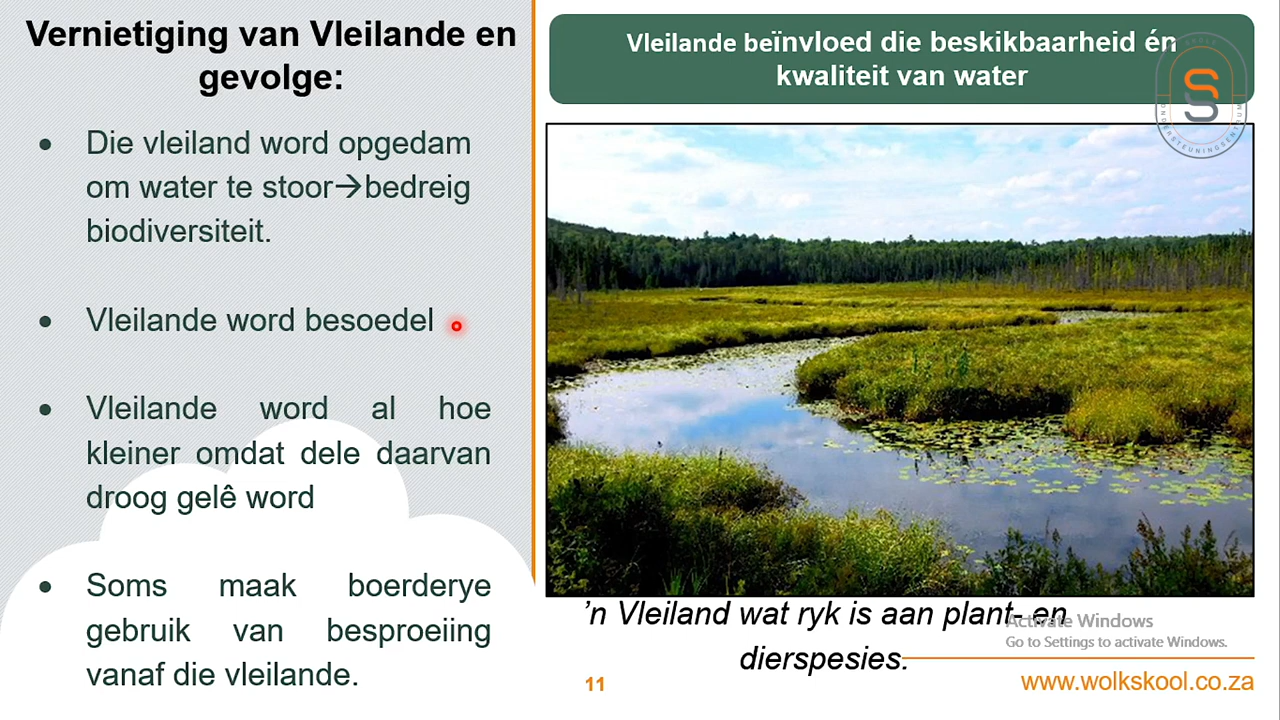 Vernietiging van Vleilande en
gevolge:
• Die vleiland word opgedam
om water te stoor→bedreig
biodiversiteit.
• Vleilande word besoedel
• Vleilande word al hoe
kleiner omdat dele daarvan
droog gelê word
• Soms maak boerderye
gebruik van besproeiing
vanaf die vleilande.
Vleilande beïnvloed die beskikbaarheid én
kwaliteit van water
SKOLE
ONDERSTEUNINGSENTRUM
’n Vleiland wat ryk is aan plant- en
dierspesies.
Activate Windows
Go to Settings to activate Windows.
11
www.wolkskool.co.za